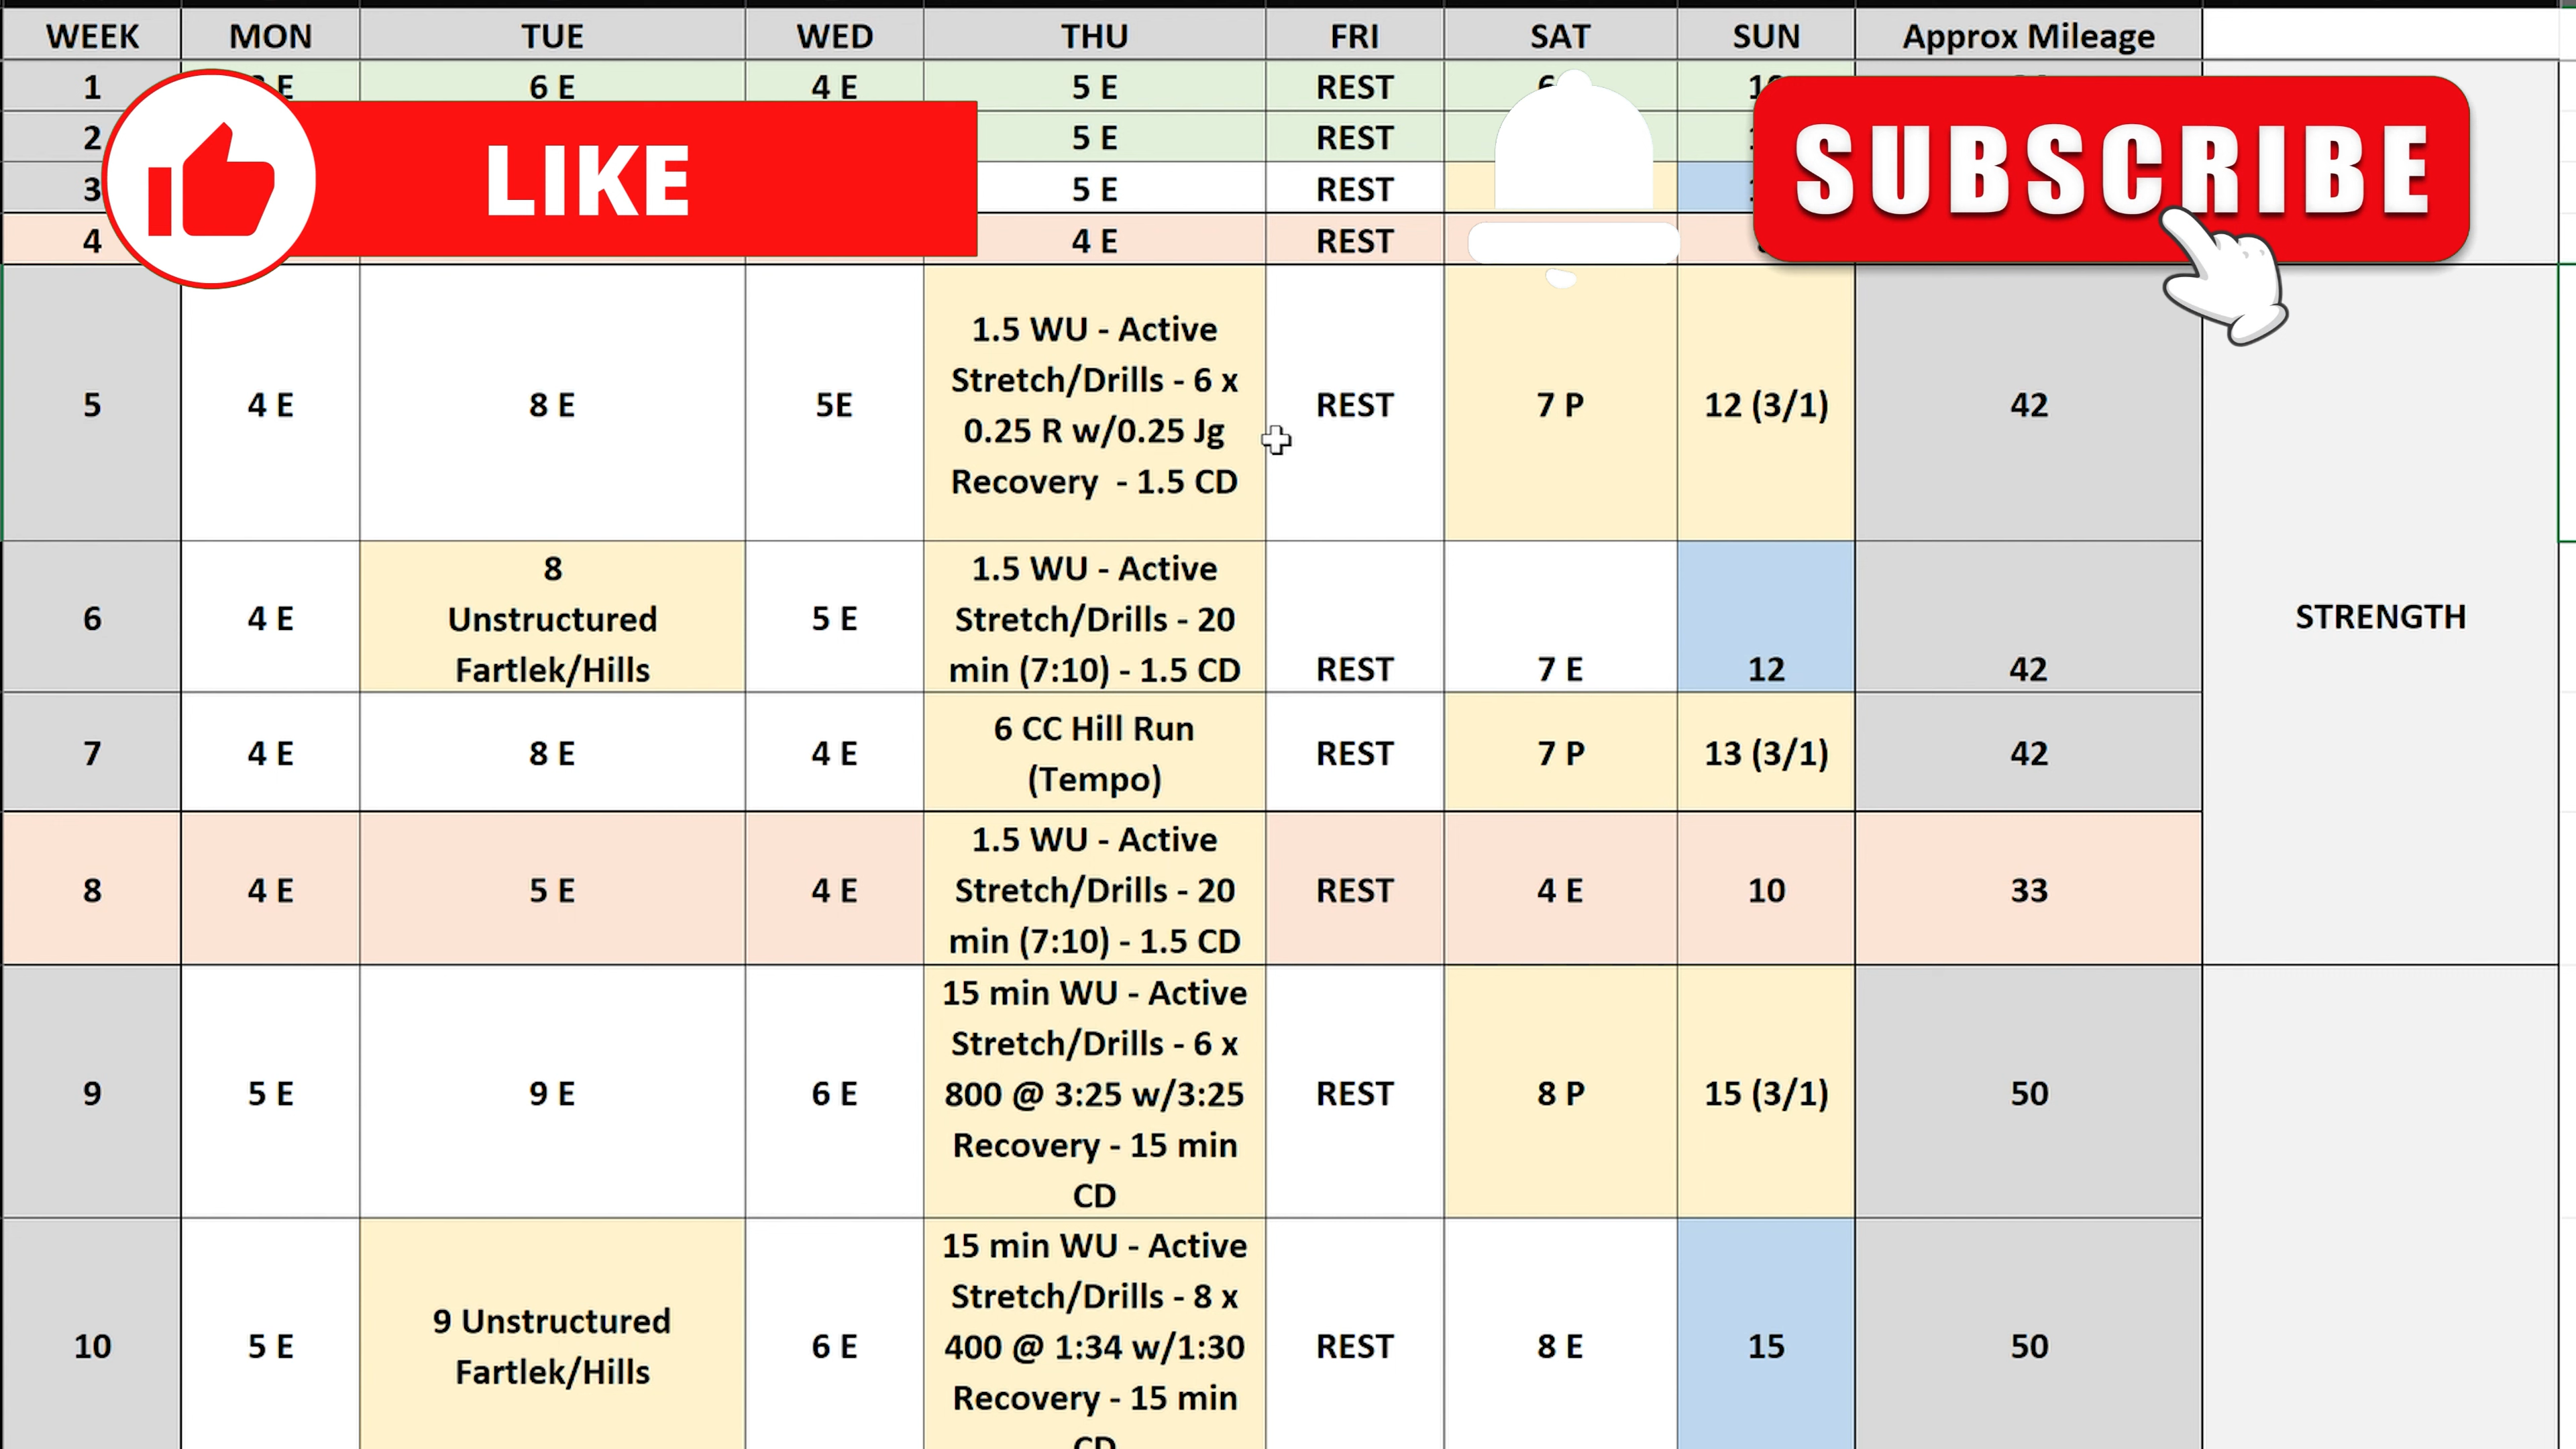 WEEK MON TUE WED THU FRI SAT SUN Approx Mileage
1 E 6 E 4 E 5 E REST
2 5 E REST
3 5 E REST
4 4 E REST
LIKE
SUBSCRIBE
5 4 E 8 E 5E
1.5 WU - Active
Stretch/Drills - 6 x
0.25 R w/0.25 Jg
Recovery - 1.5 CD
REST 7 P 12 (3/1) 42
STRENGTH
6 4 E
8
Unstructured
Fartlek/Hills
5 E
1.5 WU - Active
Stretch/Drills - 20
min (7:10) - 1.5 CD
REST 7 E 12 42
7 4 E 8 E 4 E
6 CC Hill Run
(Tempo)
REST 7 P 13 (3/1) 42
8 4 E 5 E 4 E
1.5 WU - Active
Stretch/Drills - 20
min (7:10) - 1.5 CD
REST 4 E 10 33
9 5 E 9 E 6 E
15 min WU - Active
Stretch/Drills - 6 x
800 @ 3:25 w/3:25
Recovery - 15 min
CD
REST 8 P 15 (3/1) 50
10 5 E
9 Unstructured
Fartlek/Hills
6 E
15 min WU - Active
Stretch/Drills - 8 x
400 @ 1:34 w/1:30
Recovery - 15 min
CD
REST 8 E 15 50